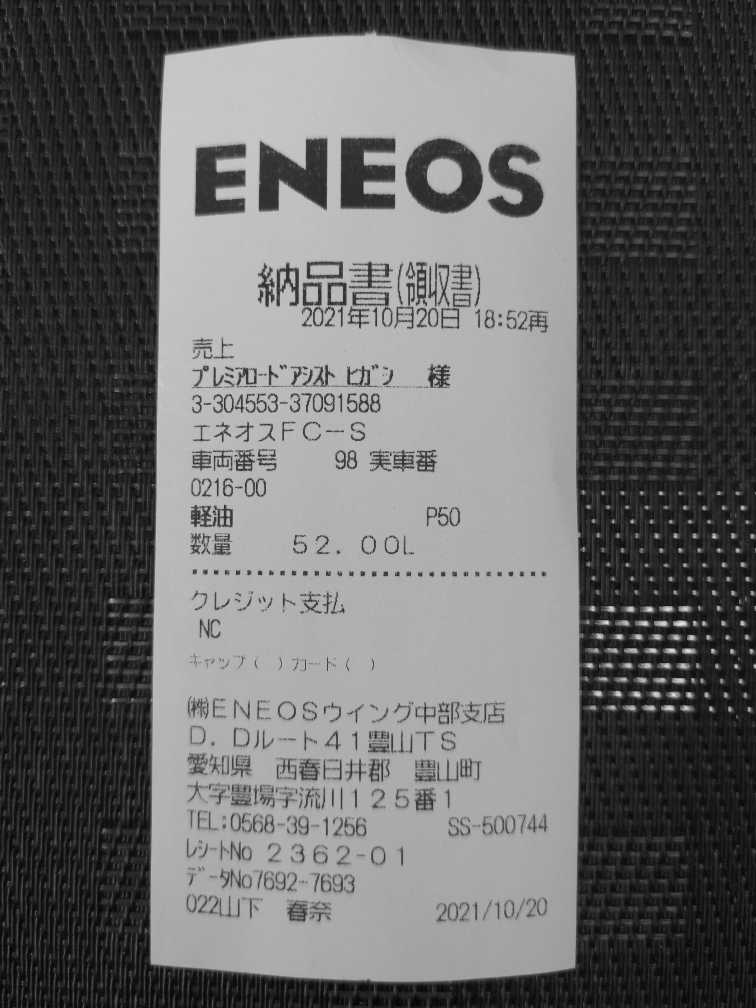 ENEOS
納品書(領収書)
2021年10月20日 18:52再
売上
プレミアロードアシスト ヒガシ 様
3-304553-37091588
エネオスFC-S
車両番号 98 実車番
0216-00
軽油 P50
数量 52.00L
クレジット支払
NC
キャップ( ) カード( )
㈱ENEOSウイング中部支店
D.Dルート41豊山TS
愛知県 西春日井郡 豊山町
大字豊場字流川125番1
TEL:0568-39-1256 SS-500744
レシートNo 2362-01
データNo7692-7693
022山下 春奈 2021/10/20